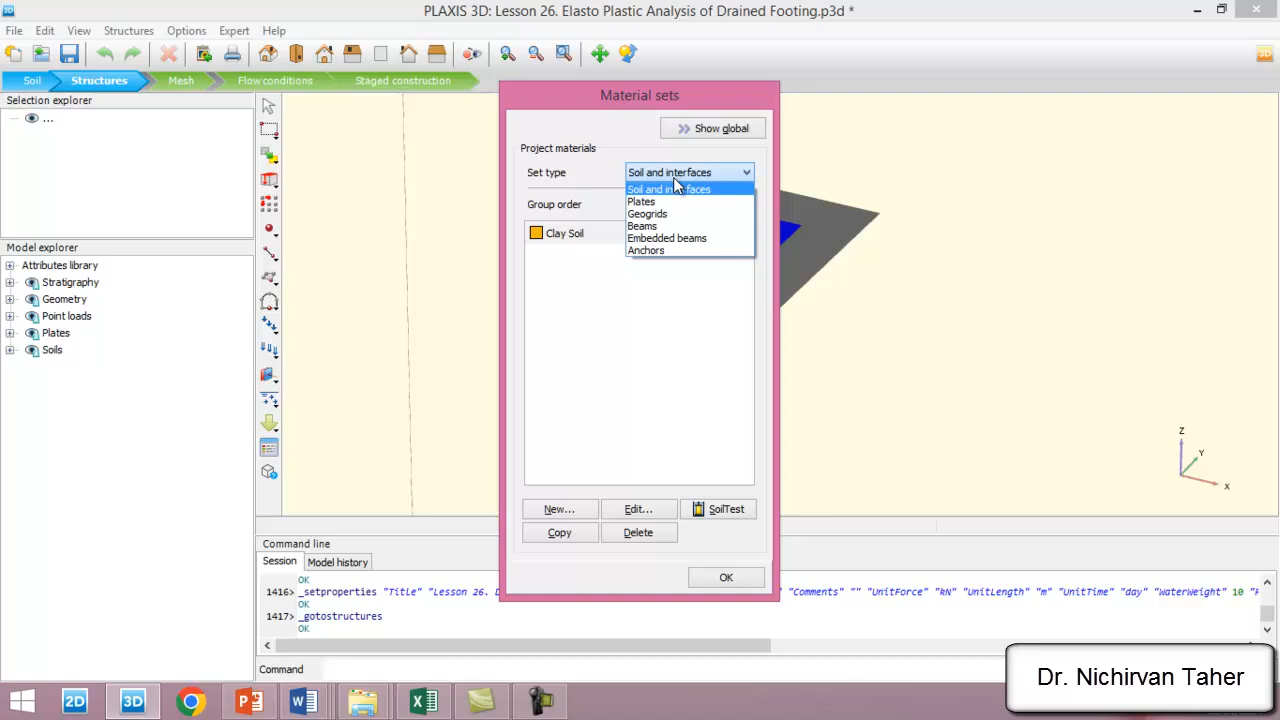 PLAXIS 3D: Lesson 26. Elasto Plastic Analysis of Drained Footing.p3d *
File Edit View Structures Options Expert Help
Soil Structures Mesh Flow conditions Staged construction
Selection explorer
...
Model explorer
Attributes library
Stratigraphy
Geometry
Point loads
Plates
Soils
Material sets
Show global
Project materials
Set type Soil and interfaces
Soil and interfaces
Plates
Geogrids
Beams
Embedded beams
Anchors
Group order
Clay Soil
New... Edit... SoilTest
Copy Delete
OK
Z
Y
X
Command line
Session Model history
OK
1416> _setproperties "Title" "Lesson 26. " "Comments" "" "UnitForce" "kN" "UnitLength" "m" "UnitTime" "day" "WaterWeight" 10
OK
1417> _gotostructures
OK
Command
2D 3D
Dr. Nichirvan Taher